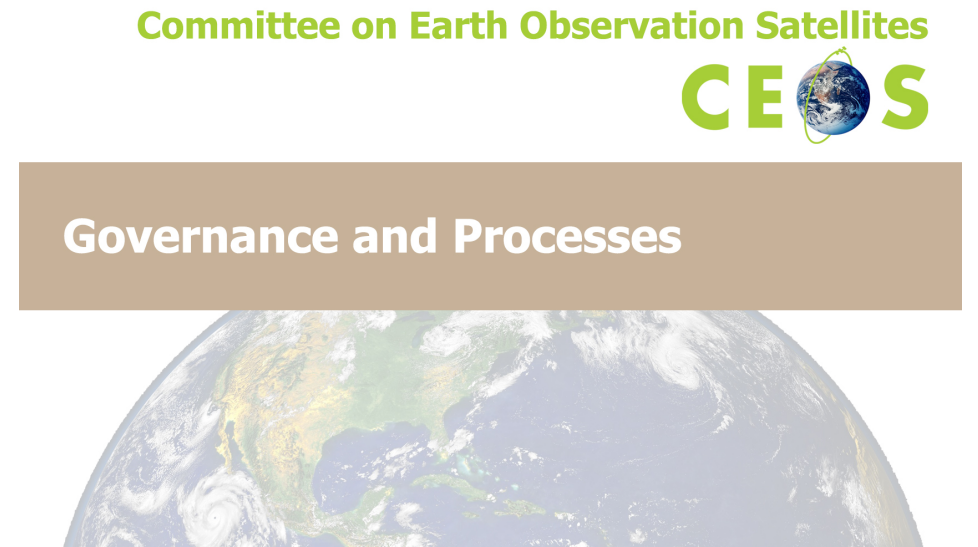 Committee on Earth Observation Satellites
CEOS
Governance and Processes